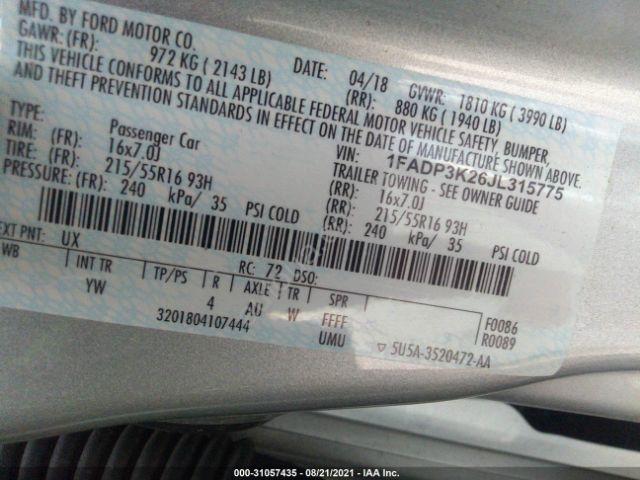 MFD. BY FORD MOTOR CO.
DATE: 04/18 GVWR: 1810 KG ( 3990 LB)
GAWR: (FR): 972 KG ( 2143 LB) (RR): 880 KG ( 1940 LB)
THIS VEHICLE CONFORMS TO ALL APPLICABLE FEDERAL MOTOR VEHICLE SAFETY, BUMPER,
AND THEFT PREVENTION STANDARDS IN EFFECT ON THE DATE OF MANUFACTURE SHOWN ABOVE.
VIN: 1FADP3K26JL315775
TYPE: Passenger Car TRAILER TOWING - SEE OWNER GUIDE
RIM: (FR): 16x7.0J (RR): 16x7.0J
TIRE: (FR): 215/55R16 93H (RR): 215/55R16 93H
PRESSURE: (FR): 240 kPa/ 35 PSI COLD (RR): 240 kPa/ 35 PSI COLD
EXT PNT: UX RC: 72 DSO:
WB INT TR TP/PS R AXLE TR SPR
YW 4 AU W FFFF F0086
3201804107444 UMU R0089
▽ 5U5A-3520472-AA
000-31057435 - 08/21/2021 - IAA Inc.